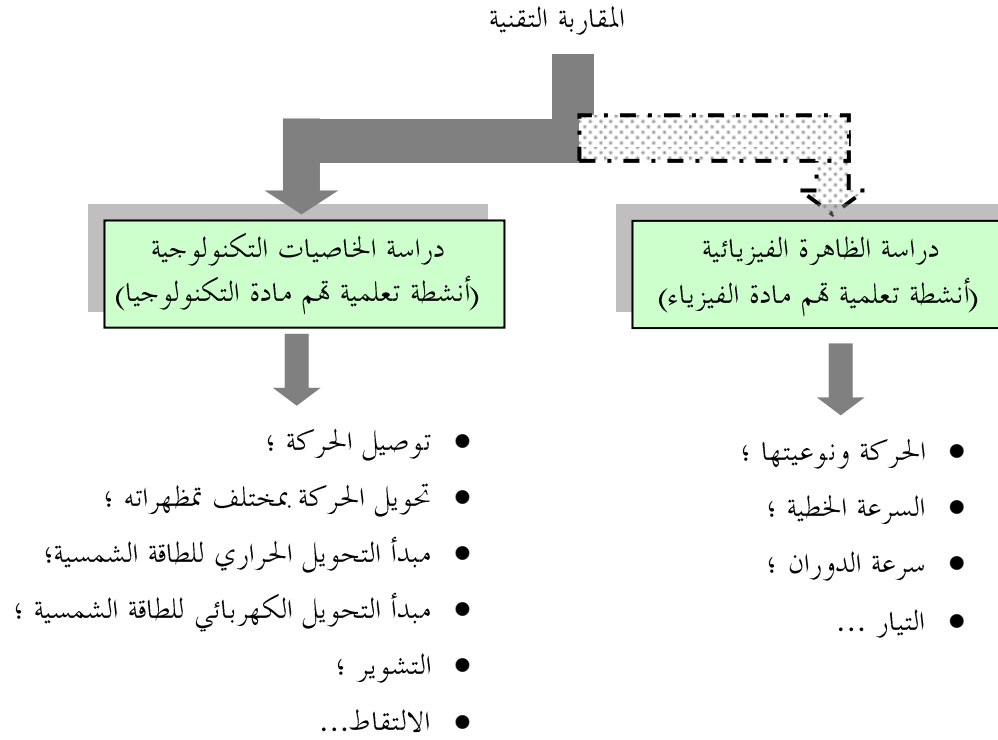 المقاربة التقنية
دراسة الظاهرة الفيزيائية
(أنشطة تعلمية تهم مادة الفيزياء)
● الحركة ونوعيتها ؛
● السرعة الخطية ؛
● سرعة الدوران ؛
● التيار ...
دراسة الخاصيات التكنولوجية
(أنشطة تعلمية تهم مادة التكنولوجيا)
● توصيل الحركة ؛
● تحويل الحركة بمختلف تمظهراته ؛
● مبدأ التحويل الحراري للطاقة الشمسية؛
● مبدأ التحويل الكهربائي للطاقة الشمسية ؛
● التشوير ؛
● الالتقاط...